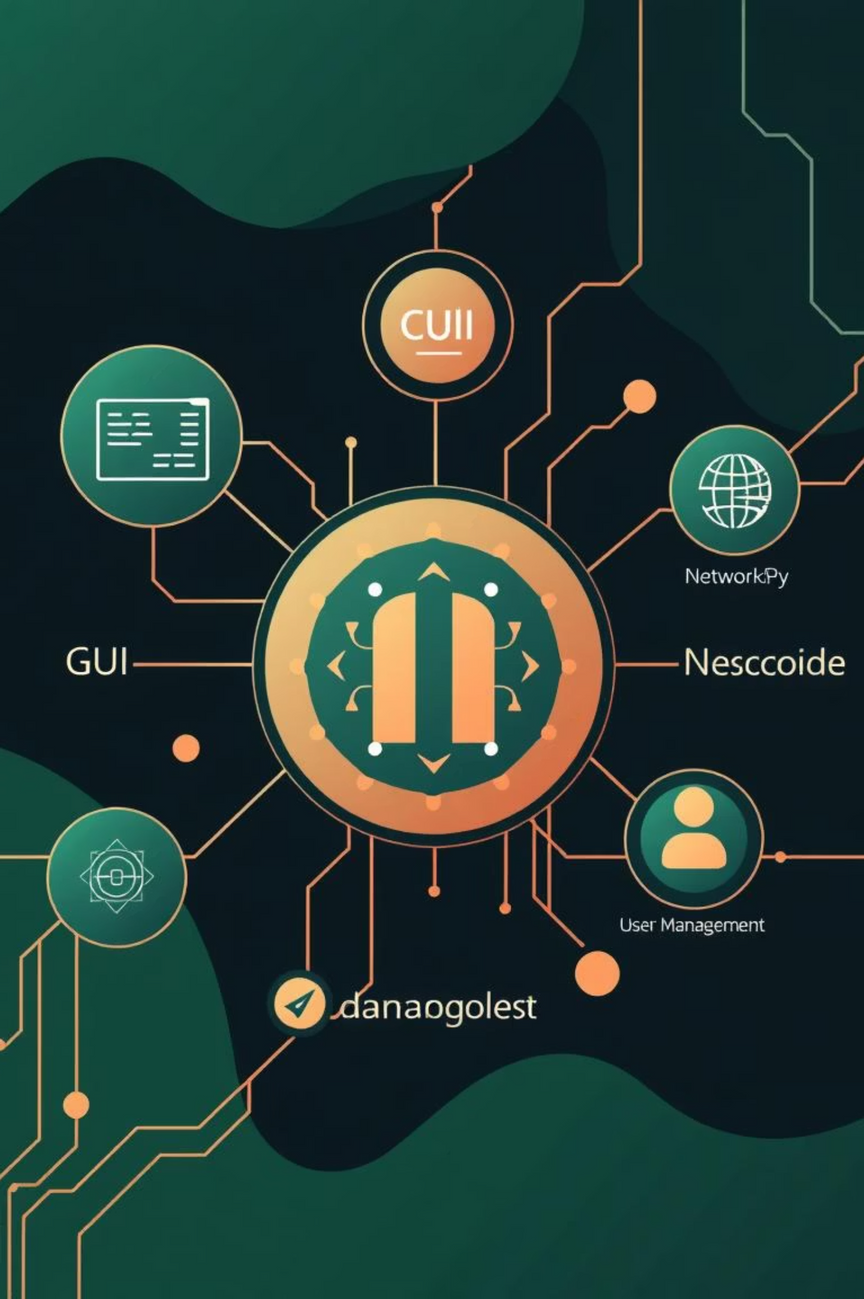 CUII
NetworkPy
GUI
Nesccoide
User Management
danaogolest